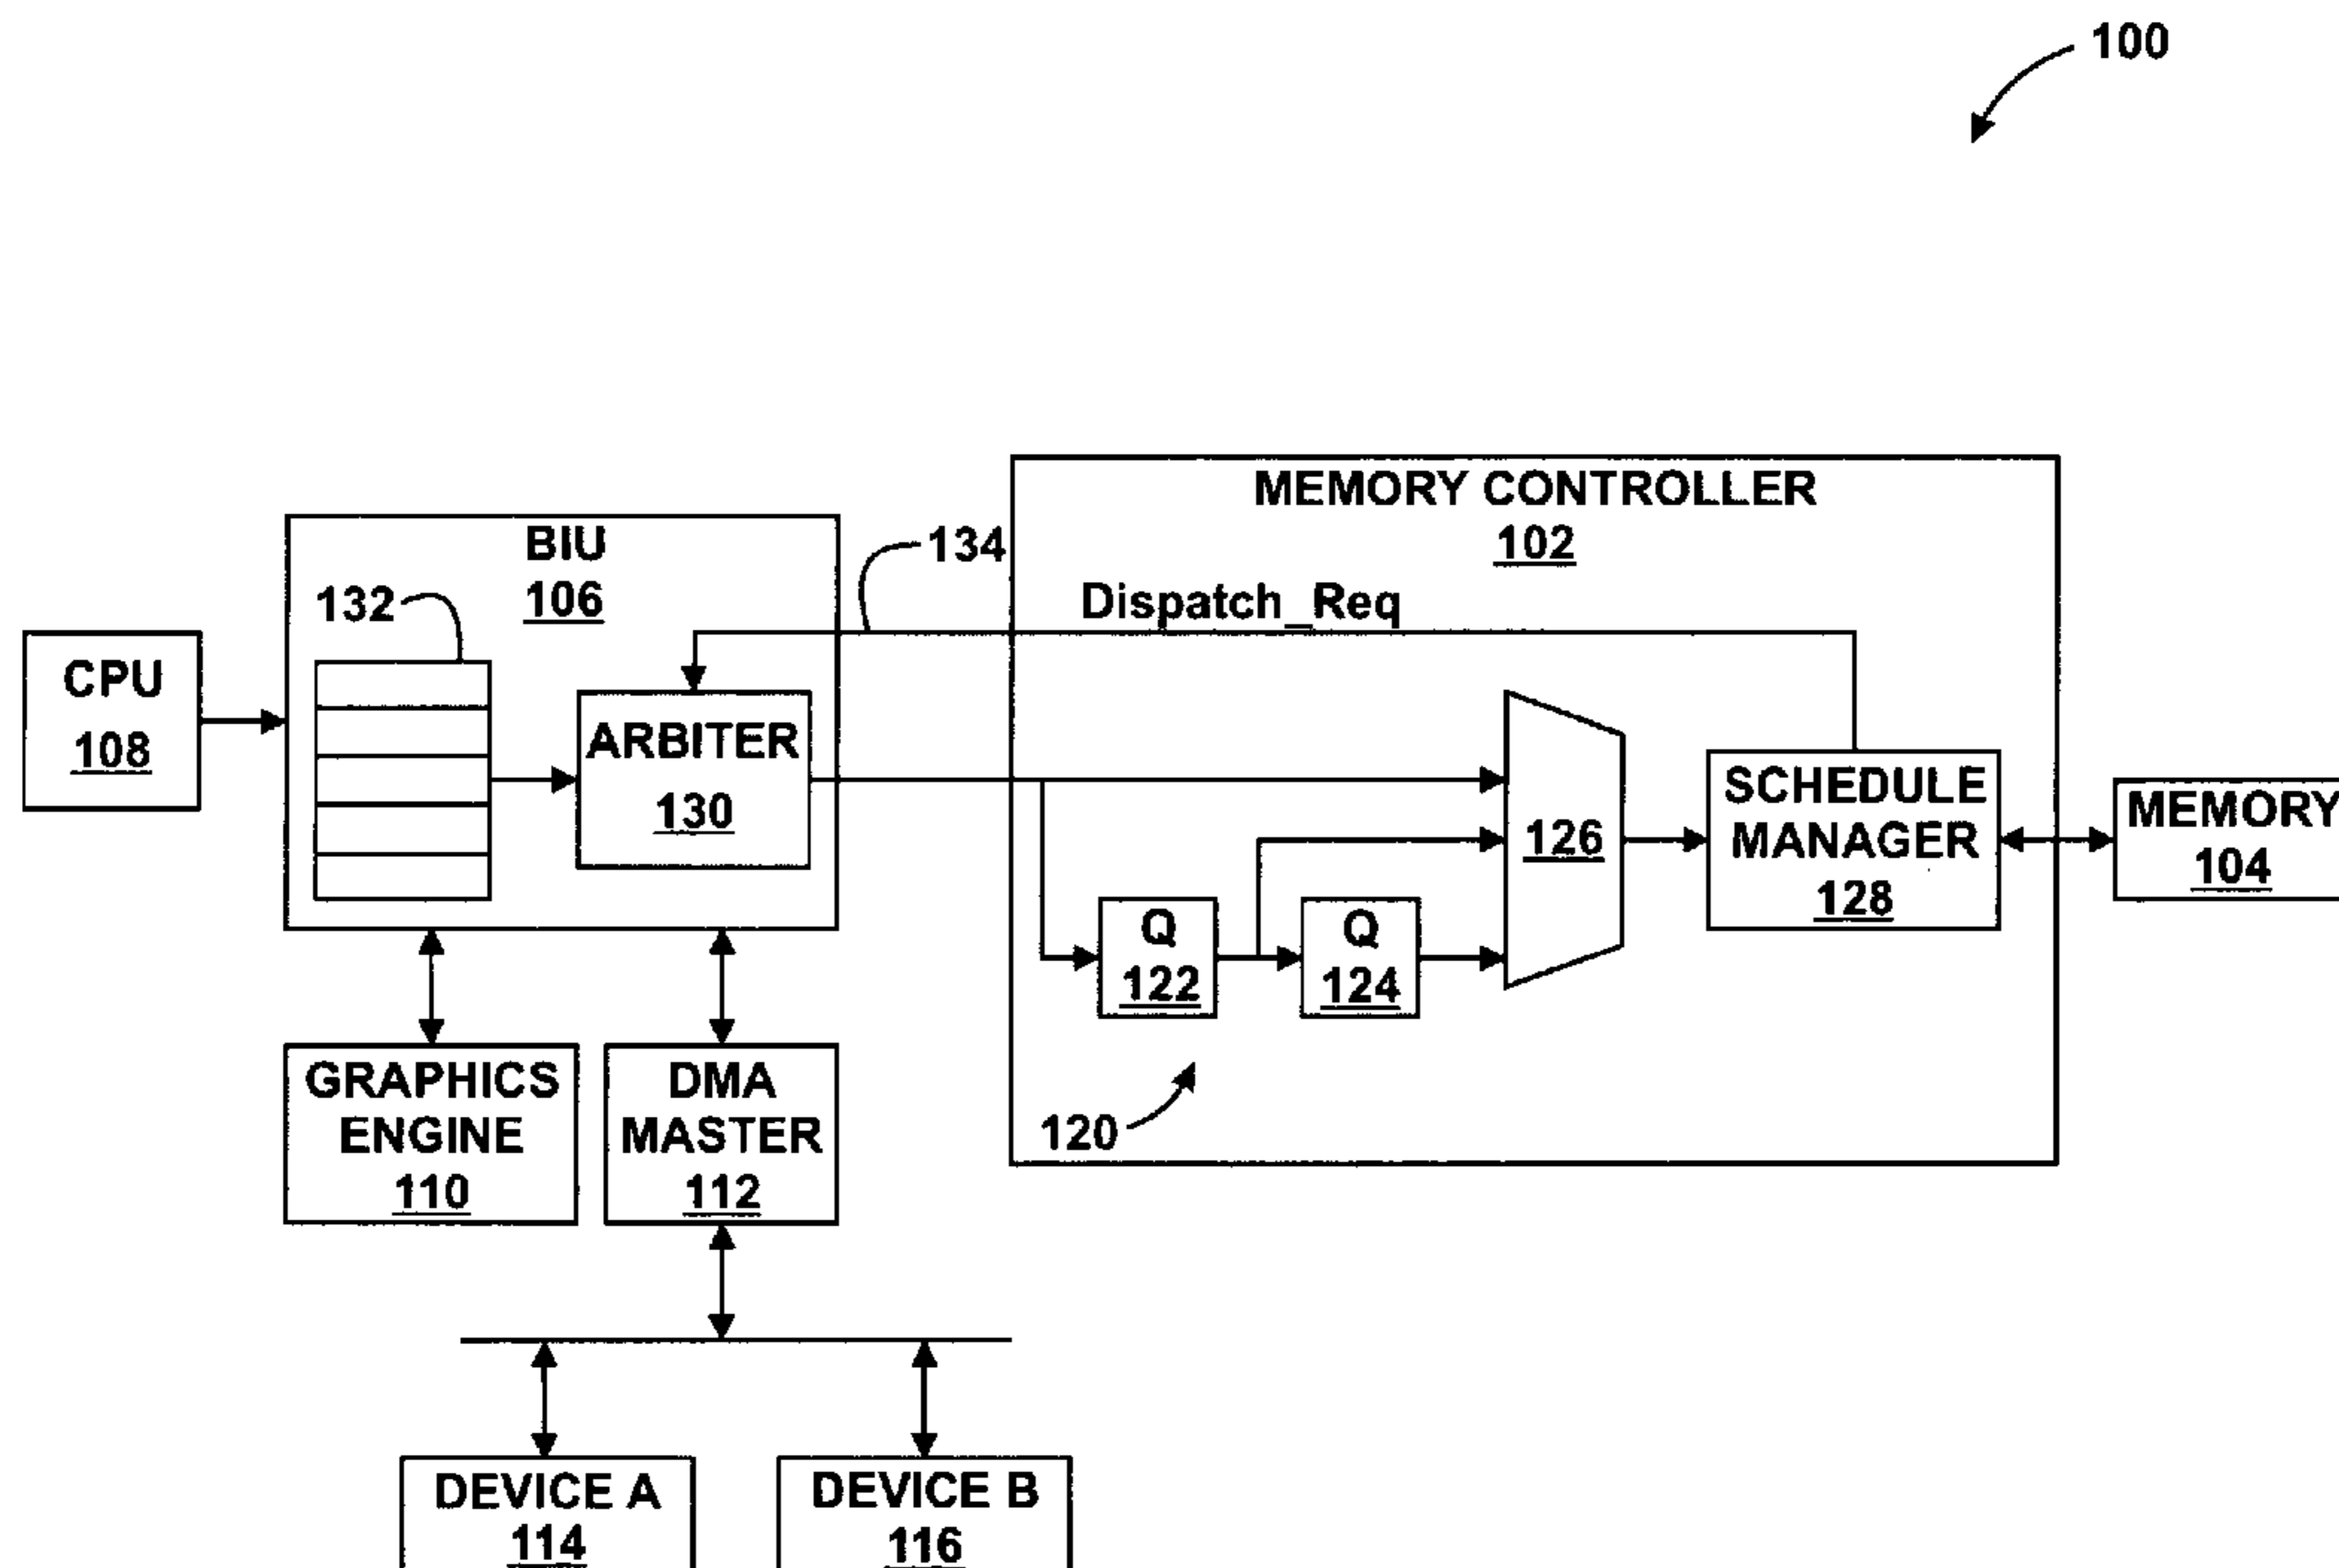 100
MEMORY CONTROLLER
102
BIU
106
134
132
Dispatch_Req
CPU
108
ARBITER
130
126
SCHEDULE
MANAGER
128
MEMORY
104
Q
122
Q
124
120
GRAPHICS
ENGINE
110
DMA
MASTER
112
DEVICE A
114
DEVICE B
116